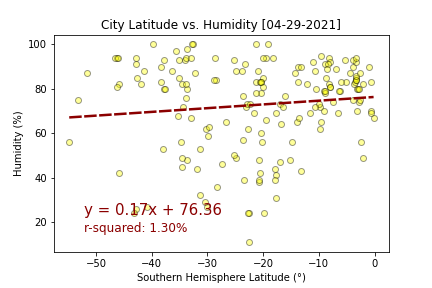 City Latitude vs. Humidity [04-29-2021]
Humidity (%)
100
80
60
40
20
y = 0.17x + 76.36
r-squared: 1.30%
−50 −40 −30 −20 −10 0
Southern Hemisphere Latitude (°)